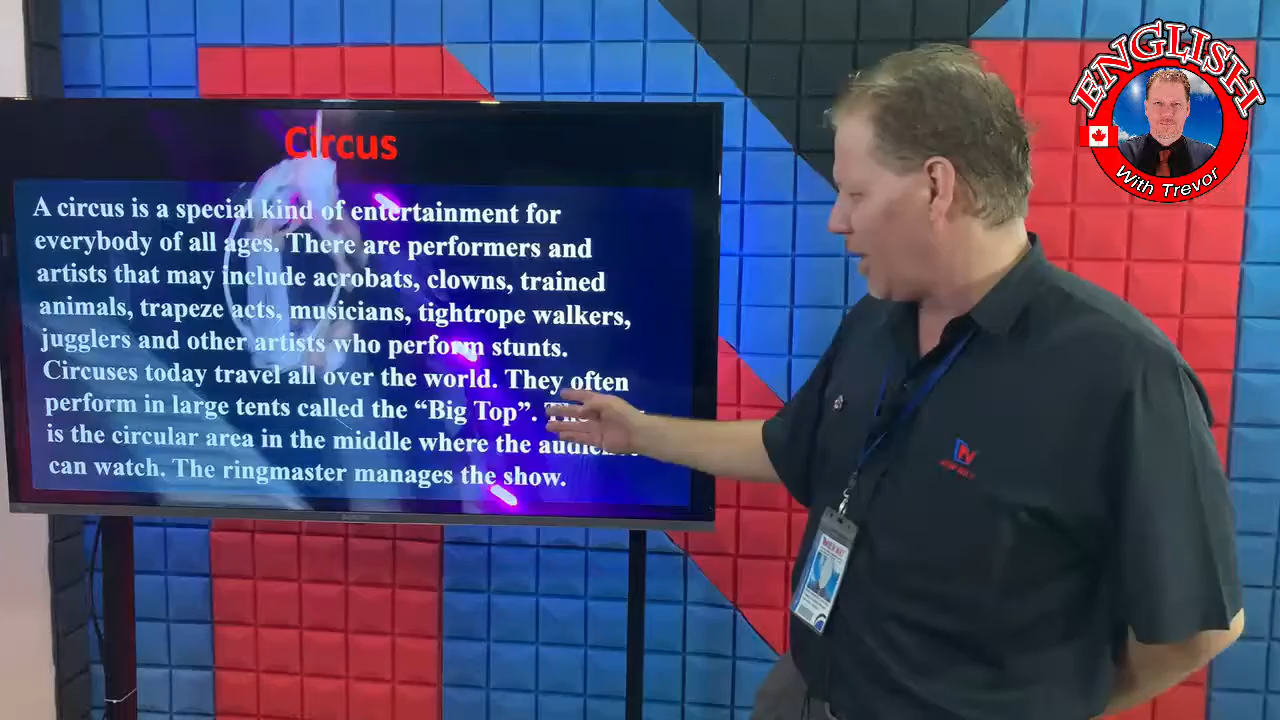 ENGLISH
With Trevor
Circus
A circus is a special kind of entertainment for
everybody of all ages. There are performers and
artists that may include acrobats, clowns, trained
animals, trapeze acts, musicians, tightrope walkers,
jugglers and other artists who perform stunts.
Circuses today travel all over the world. They often
perform in large tents called the “Big Top”.
is the circular area in the middle where the
can watch. The ringmaster manages the show.